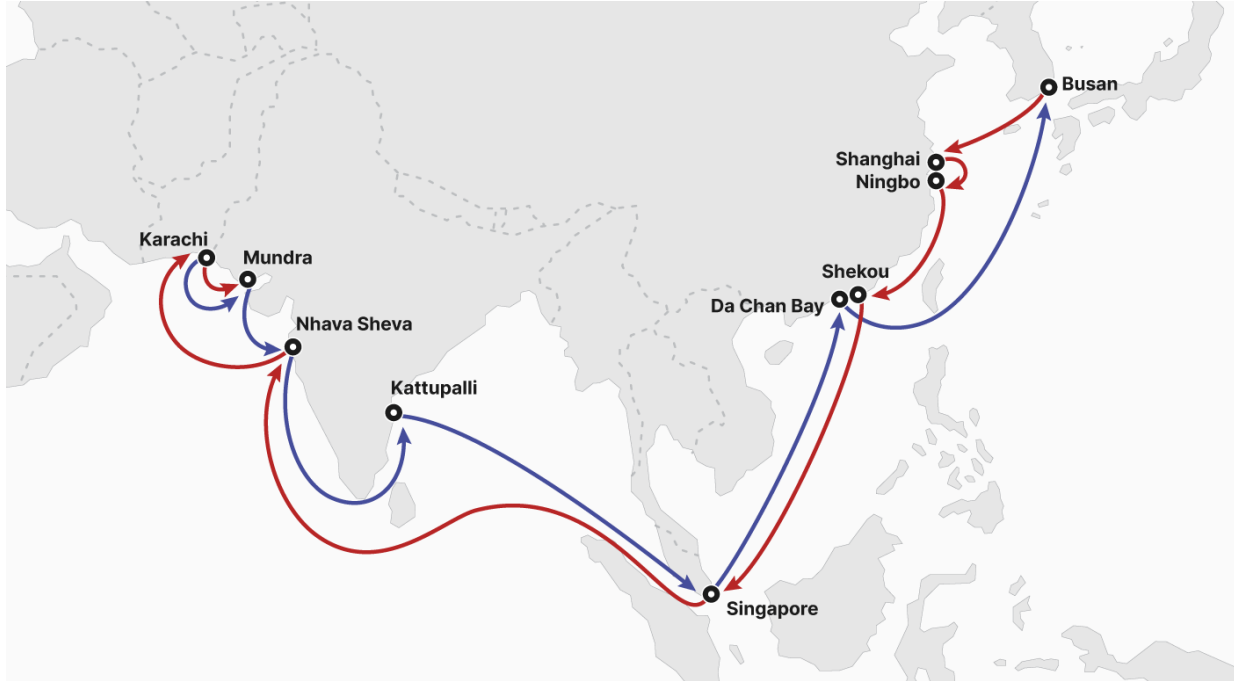 Busan
Shanghai
Ningbo
Karachi
Mundra
Shekou
Da Chan Bay
Nhava Sheva
Kattupalli
Singapore